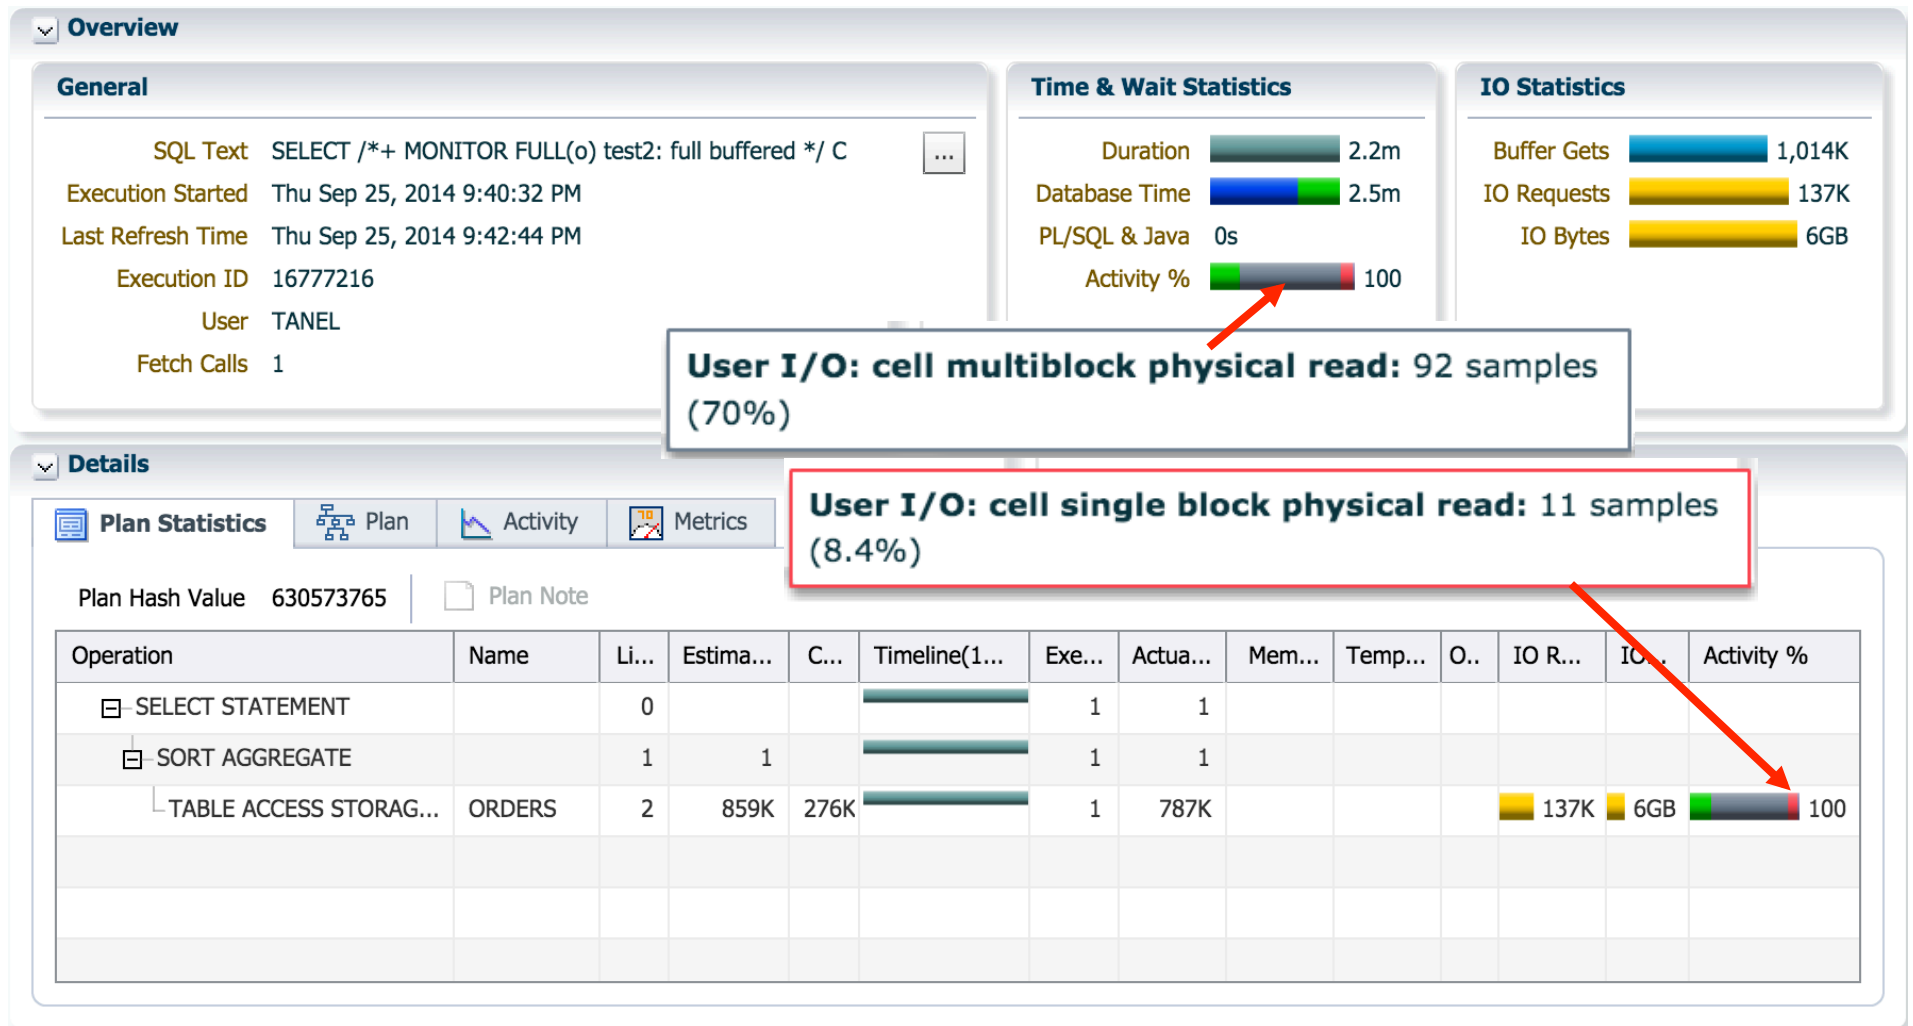 Overview
General
SQL Text SELECT /*+ MONITOR FULL(o) test2: full buffered */ C ...
Execution Started Thu Sep 25, 2014 9:40:32 PM
Last Refresh Time Thu Sep 25, 2014 9:42:44 PM
Execution ID 16777216
User TANEL
Fetch Calls 1
Time & Wait Statistics
Duration 2.2m
Database Time 2.5m
PL/SQL & Java 0s
Activity % 100
IO Statistics
Buffer Gets 1,014K
IO Requests 137K
IO Bytes 6GB
User I/O: cell multiblock physical read: 92 samples
(70%)
Details
User I/O: cell single block physical read: 11 samples
(8.4%)
Plan Statistics Plan Activity Metrics
Plan Hash Value 630573765 Plan Note
Operation Name Li... Estima... C... Timeline(1... Exe... Actua... Mem... Temp... O.. IO R... IO... Activity %
SELECT STATEMENT 0 1 1
SORT AGGREGATE 1 1 1 1
TABLE ACCESS STORAG... ORDERS 2 859K 276K 1 787K 137K 6GB 100